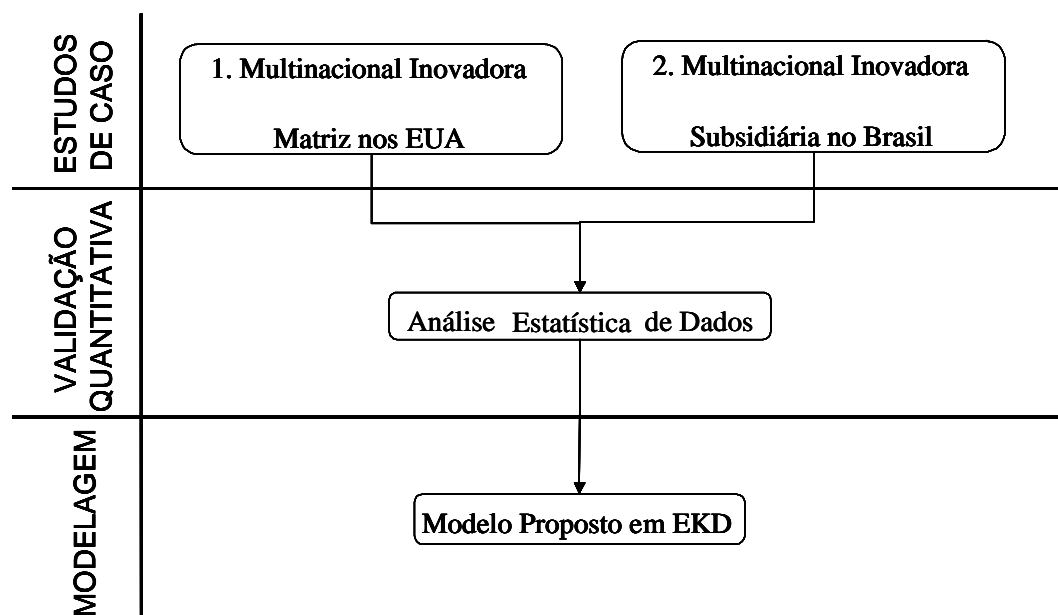 ESTUDOS
DE CASO
1. Multinacional Inovadora
Matriz nos EUA
2. Multinacional Inovadora
Subsidiária no Brasil
VALIDAÇÃO
QUANTITATIVA
Análise Estatística de Dados
MODELAGEM
Modelo Proposto em EKD